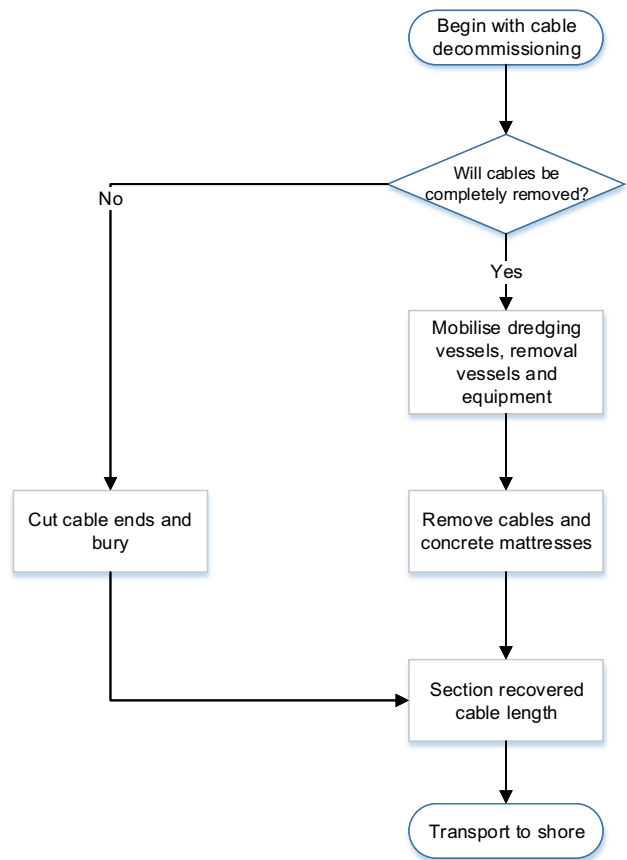 Begin with cable
decommissioning
Will cables be
completely removed?
No
Yes
Mobilise dredging
vessels, removal
vessels and
equipment
Cut cable ends and
bury
Remove cables and
concrete mattresses
Section recovered
cable length
Transport to shore